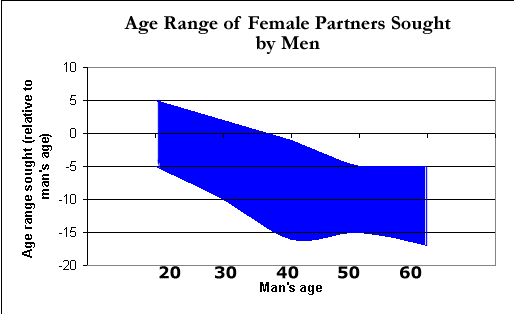 Age Range of Female Partners Sought
by Men
Age range sought (relative to
man's age)
10
5
0
-5
-10
-15
-20
20 30 40 50 60
Man's age